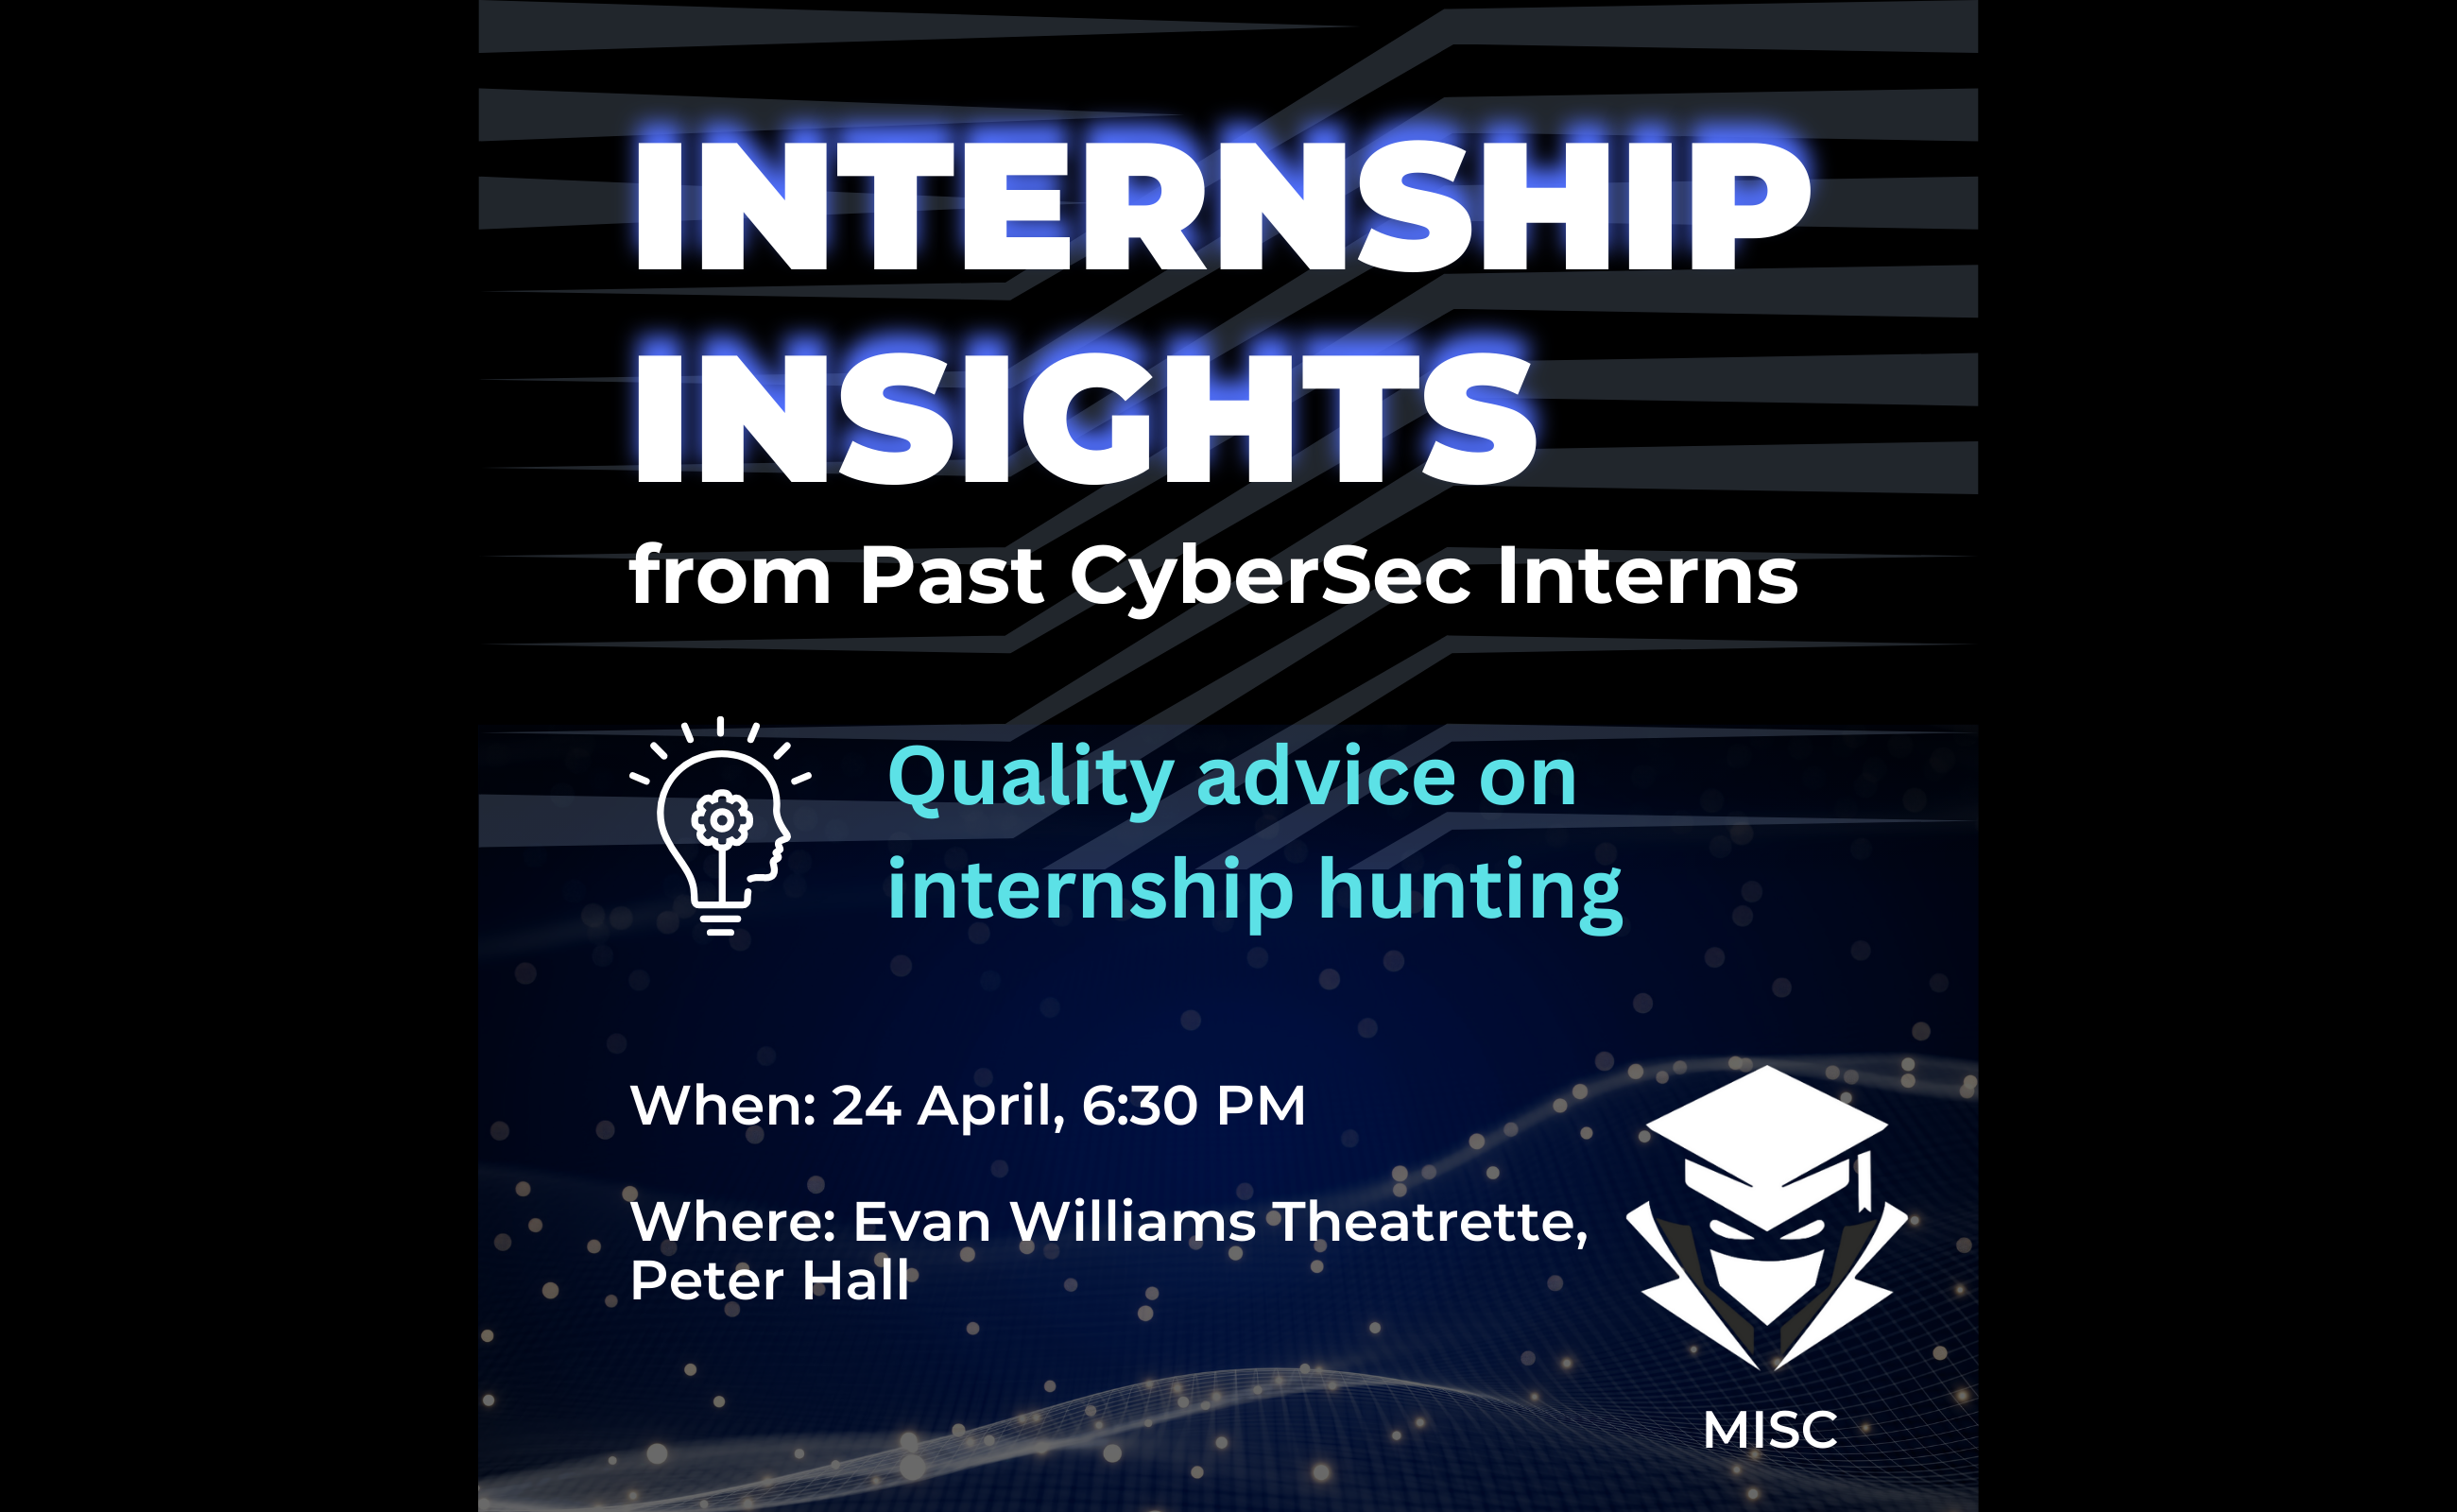 INTERNSHIP
INSIGHTS
from Past CyberSec Interns
Quality advice on
internship hunting
When: 24 April, 6:30 PM
Where: Evan Williams Theatrette,
Peter Hall
MISC